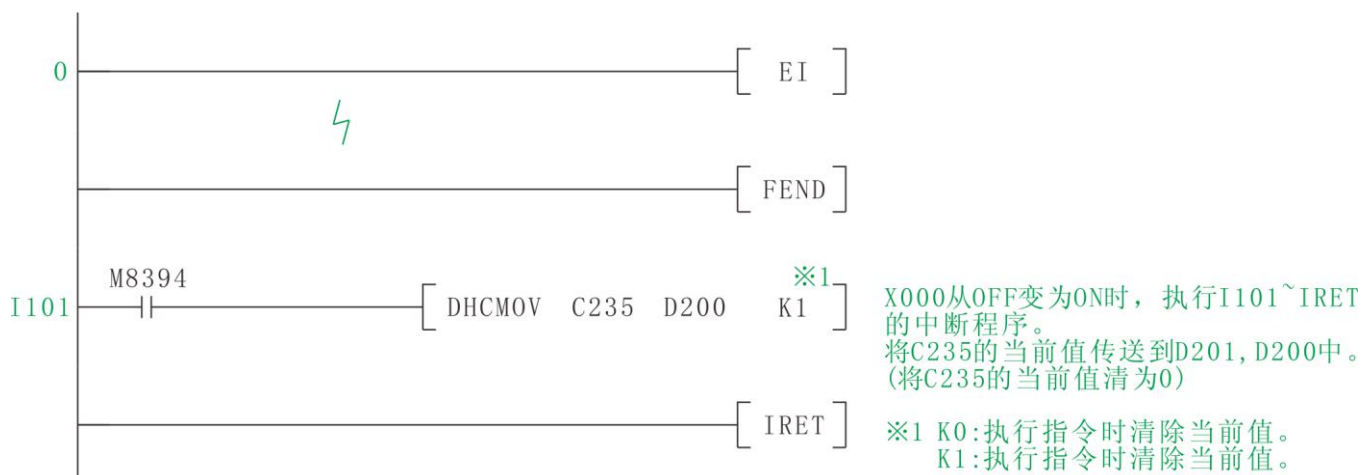 0 EI
FEND
M8394
※1
I101 DHCMOV C235 D200 K1
X000从OFF变为ON时，执行I101~IRET
的中断程序。
将C235的当前值传送到D201,D200中。
(将C235的当前值清为0)
IRET
※1 K0:执行指令时清除当前值。
K1:执行指令时清除当前值。